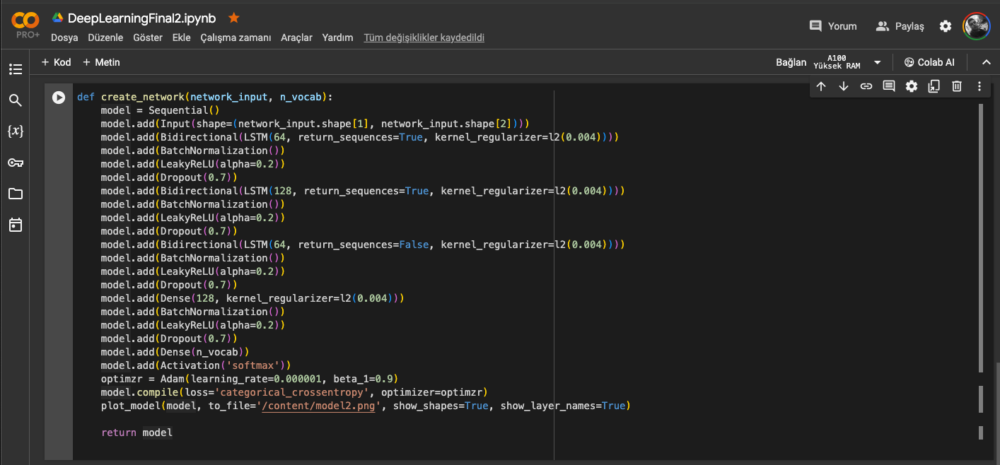 DeepLearningFinal2.ipynb
PRO+
Dosya Düzenle Göster Ekle Çalışma zamanı Araçlar Yardım Tüm değişiklikler kaydedildi
Yorum
Paylaş
+ Kod + Metin
Bağlan
A100
Yüksek RAM
Colab AI
{x}
def create_network(network_input, n_vocab):
    model = Sequential()
    model.add(Input(shape=(network_input.shape[1], network_input.shape[2])))
    model.add(Bidirectional(LSTM(64, return_sequences=True, kernel_regularizer=l2(0.004))))
    model.add(BatchNormalization())
    model.add(LeakyReLU(alpha=0.2))
    model.add(Dropout(0.7))
    model.add(Bidirectional(LSTM(128, return_sequences=True, kernel_regularizer=l2(0.004))))
    model.add(BatchNormalization())
    model.add(LeakyReLU(alpha=0.2))
    model.add(Dropout(0.7))
    model.add(Bidirectional(LSTM(64, return_sequences=False, kernel_regularizer=l2(0.004))))
    model.add(BatchNormalization())
    model.add(LeakyReLU(alpha=0.2))
    model.add(Dropout(0.7))
    model.add(Dense(128, kernel_regularizer=l2(0.004)))
    model.add(BatchNormalization())
    model.add(LeakyReLU(alpha=0.2))
    model.add(Dropout(0.7))
    model.add(Dense(n_vocab))
    model.add(Activation('softmax'))
    optimzr = Adam(learning_rate=0.000001, beta_1=0.9)
    model.compile(loss='categorical_crossentropy', optimizer=optimzr)
    plot_model(model, to_file='/content/model2.png', show_shapes=True, show_layer_names=True)
    return model